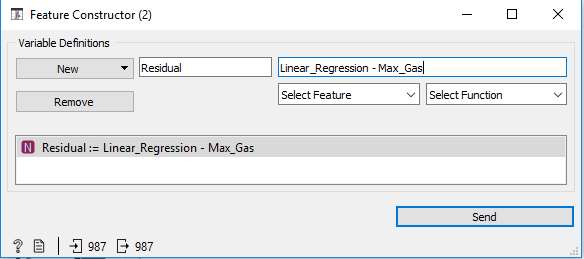 Feature Constructor (2)
Variable Definitions
New Residual Linear_Regression - Max_Gas
Select Feature Select Function
Remove
N Residual := Linear_Regression - Max_Gas
Send
? 987 987